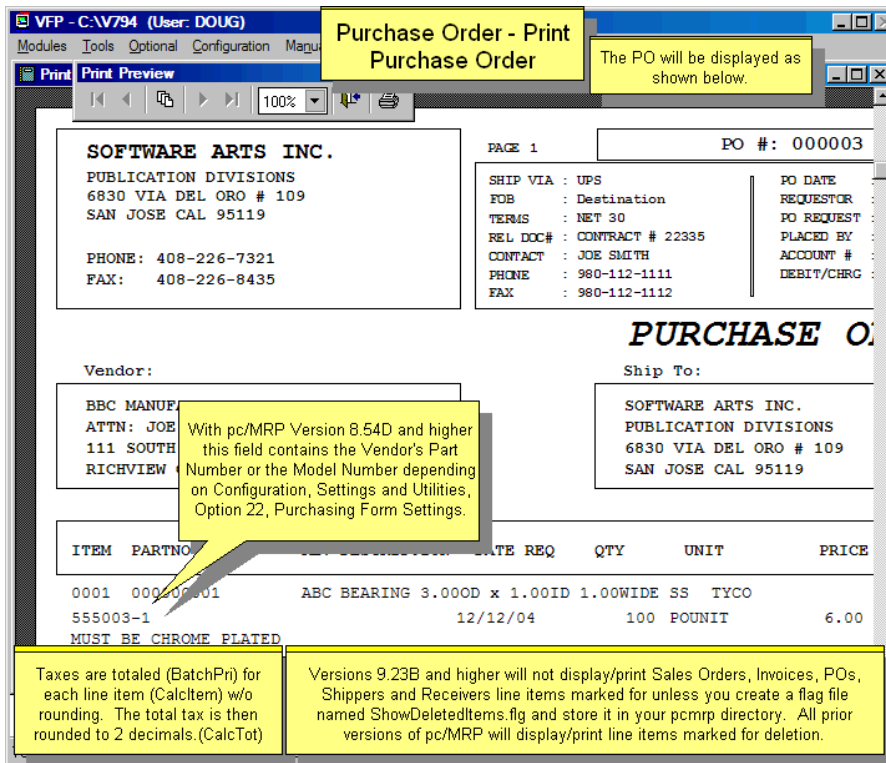 VFP - C:\V794 (User: DOUG)
Modules Tools Optional Configuration
Purchase Order - Print
Purchase Order
The PO will be displayed as
shown below.
Print
Print Preview
100%
SOFTWARE ARTS INC.
PUBLICATION DIVISIONS
6830 VIA DEL ORO # 109
SAN JOSE CAL 95119
PHONE: 408-226-7321
FAX: 408-226-8435
PAGE 1
PO #: 000003
SHIP VIA : UPS
FOB : Destination
TERMS : NET 30
REL DOC# : CONTRACT # 22335
CONTACT : JOE SMITH
PHONE : 980-112-1111
FAX : 980-112-1112
PO DATE :
REQUESTOR :
PO REQUEST :
PLACED BY :
ACCOUNT # :
DEBIT/CHRG :
PURCHASE
Vendor:
BBC
ATTN: JOE
111 SOUTH
RICHVIEW
Ship To:
SOFTWARE ARTS INC.
PUBLICATION DIVISIONS
6830 VIA DEL ORO # 109
SAN JOSE CAL 95119
With pc/MRP Version 8.54D and higher
this field contains the Vendor's Part
Number or the Model Number depending
on Configuration, Settings and Utilities,
Option 22, Purchasing Form Settings.
ITEM PARTNO DATE REQ QTY UNIT PRICE
0001 ABC BEARING 3.00OD x 1.00ID 1.00WIDE SS TYCO
555003-1 12/12/04 100 POUNIT 6.00
MUST BE CHROME PLATED
Taxes are totaled (BatchPri) for
each line item (CalcItem) w/o
rounding. The total tax is then
rounded to 2 decimals.(CalcTot)
Versions 9.23B and higher will not display/print Sales Orders, Invoices, POs,
Shippers and Receivers line items marked for unless you create a flag file
named ShowDeletedItems.flg and store it in your pcmrp directory. All prior
versions of pc/MRP will display/print line items marked for deletion.